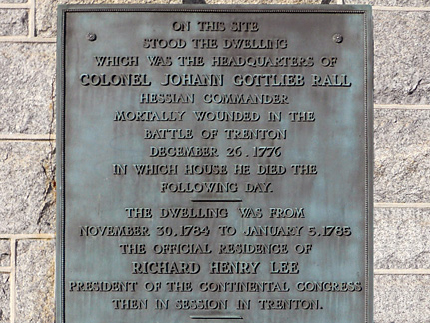 ON THIS SITE
STOOD THE DWELLING
WHICH WAS THE HEADQUARTERS OF
COLONEL JOHANN GOTTLIEB RALL
HESSIAN COMMANDER
MORTALLY WOUNDED IN THE
BATTLE OF TRENTON
DECEMBER 26, 1776
IN WHICH HOUSE HE DIED THE
FOLLOWING DAY.
THE DWELLING WAS FROM
NOVEMBER 30, 1784 TO JANUARY 5, 1785
THE OFFICIAL RESIDENCE OF
RICHARD HENRY LEE
PRESIDENT OF THE CONTINENTAL CONGRESS
THEN IN SESSION IN TRENTON.